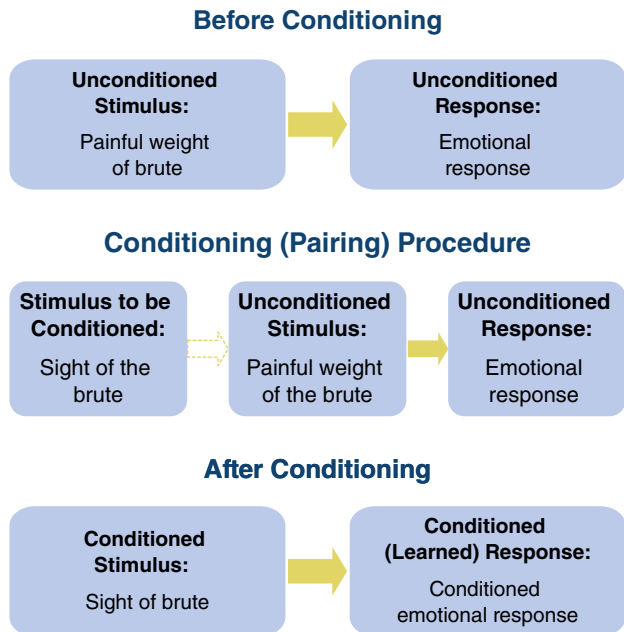 Before Conditioning
Unconditioned
Stimulus:
Painful weight
of brute
Unconditioned
Response:
Emotional
response
Conditioning (Pairing) Procedure
Stimulus to be
Conditioned:
Sight of the
brute
Unconditioned
Stimulus:
Painful weight
of the brute
Unconditioned
Response:
Emotional
response
After Conditioning
Conditioned
Stimulus:
Sight of brute
Conditioned
(Learned) Response:
Conditioned
emotional response